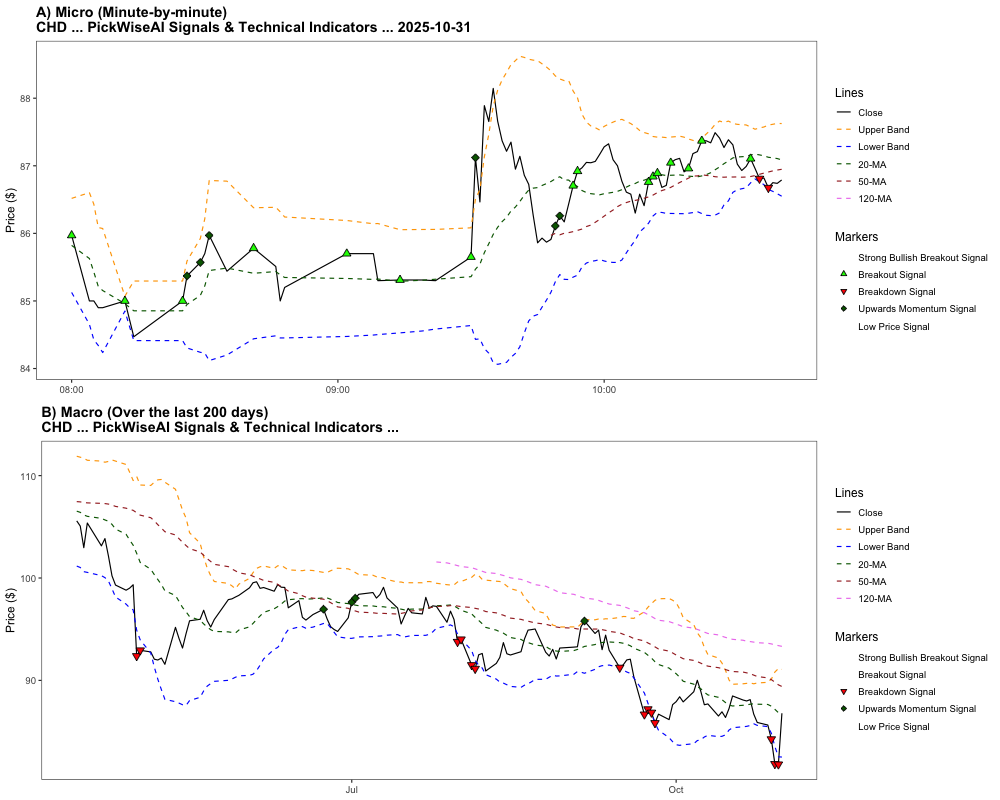 A) Micro (Minute-by-minute)
CHD ... PickWiseAI Signals & Technical Indicators ... 2025-10-31
Price ($)
88
87
86
85
84
08:00
09:00
10:00
Lines
Close
Upper Band
Lower Band
20-MA
50-MA
120-MA
Markers
Strong Bullish Breakout Signal
Breakout Signal
Breakdown Signal
Upwards Momentum Signal
Low Price Signal
B) Macro (Over the last 200 days)
CHD ... PickWiseAI Signals & Technical Indicators ...
Price ($)
110
100
90
Jul
Oct
Lines
Close
Upper Band
Lower Band
20-MA
50-MA
120-MA
Markers
Strong Bullish Breakout Signal
Breakout Signal
Breakdown Signal
Upwards Momentum Signal
Low Price Signal